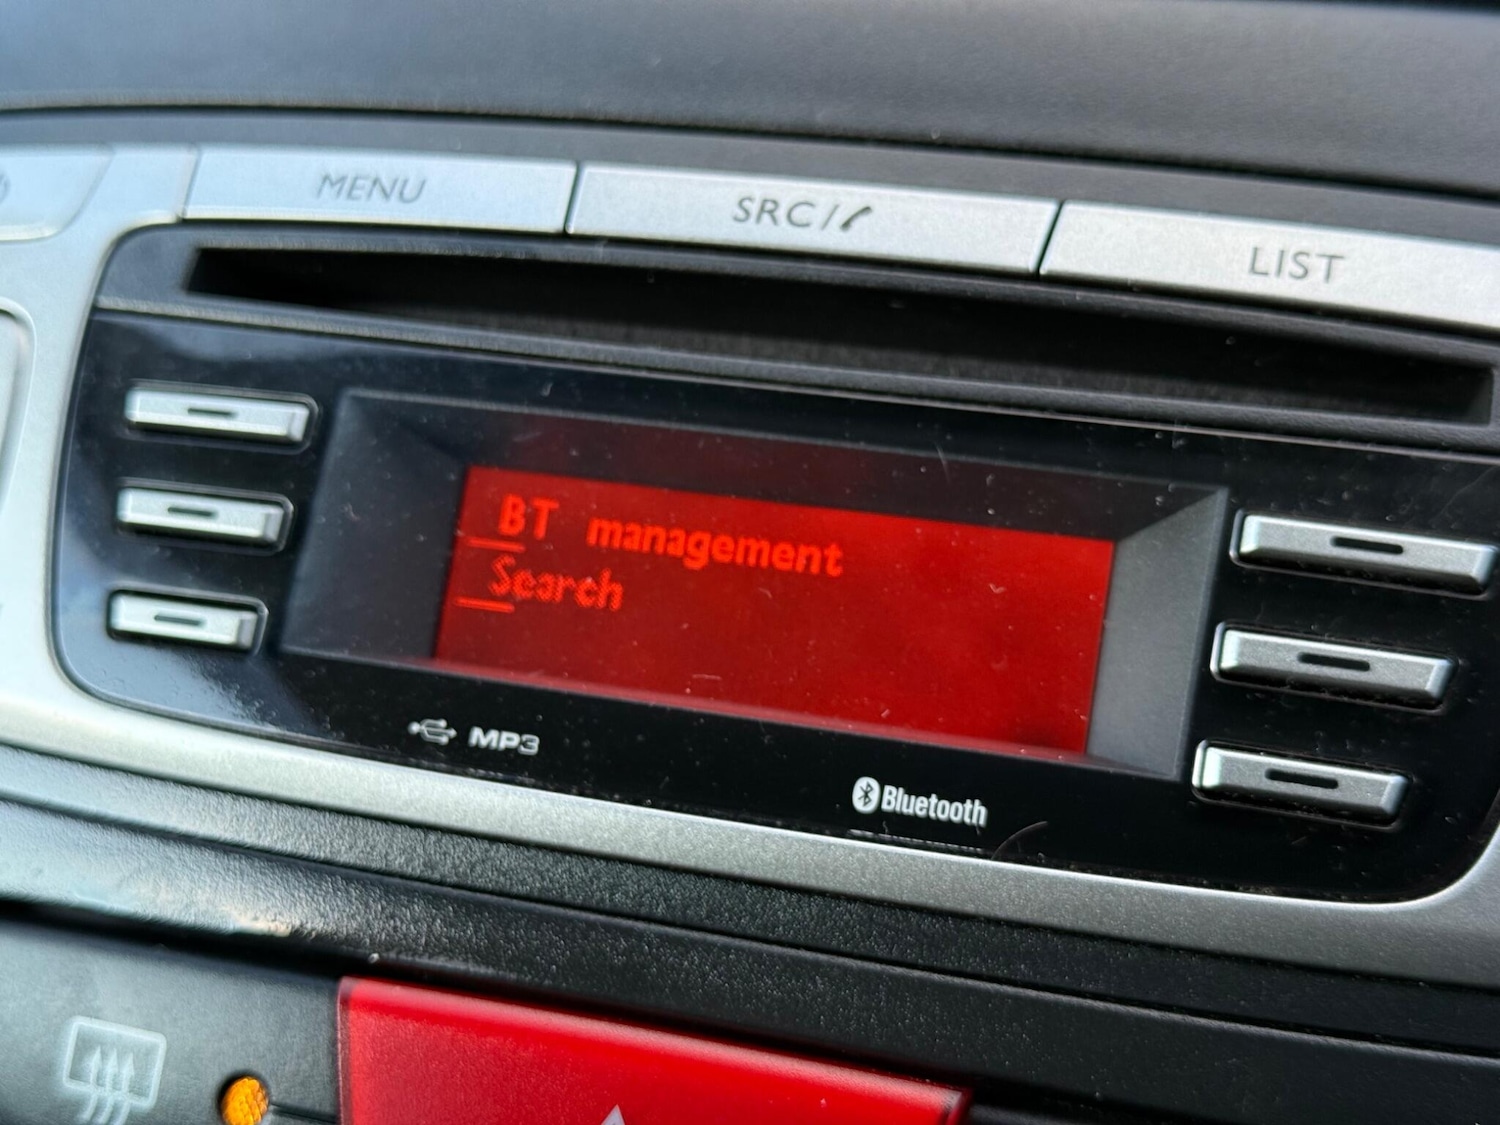 MENU
SRC/
LIST
BT management
Search
MP3
Bluetooth